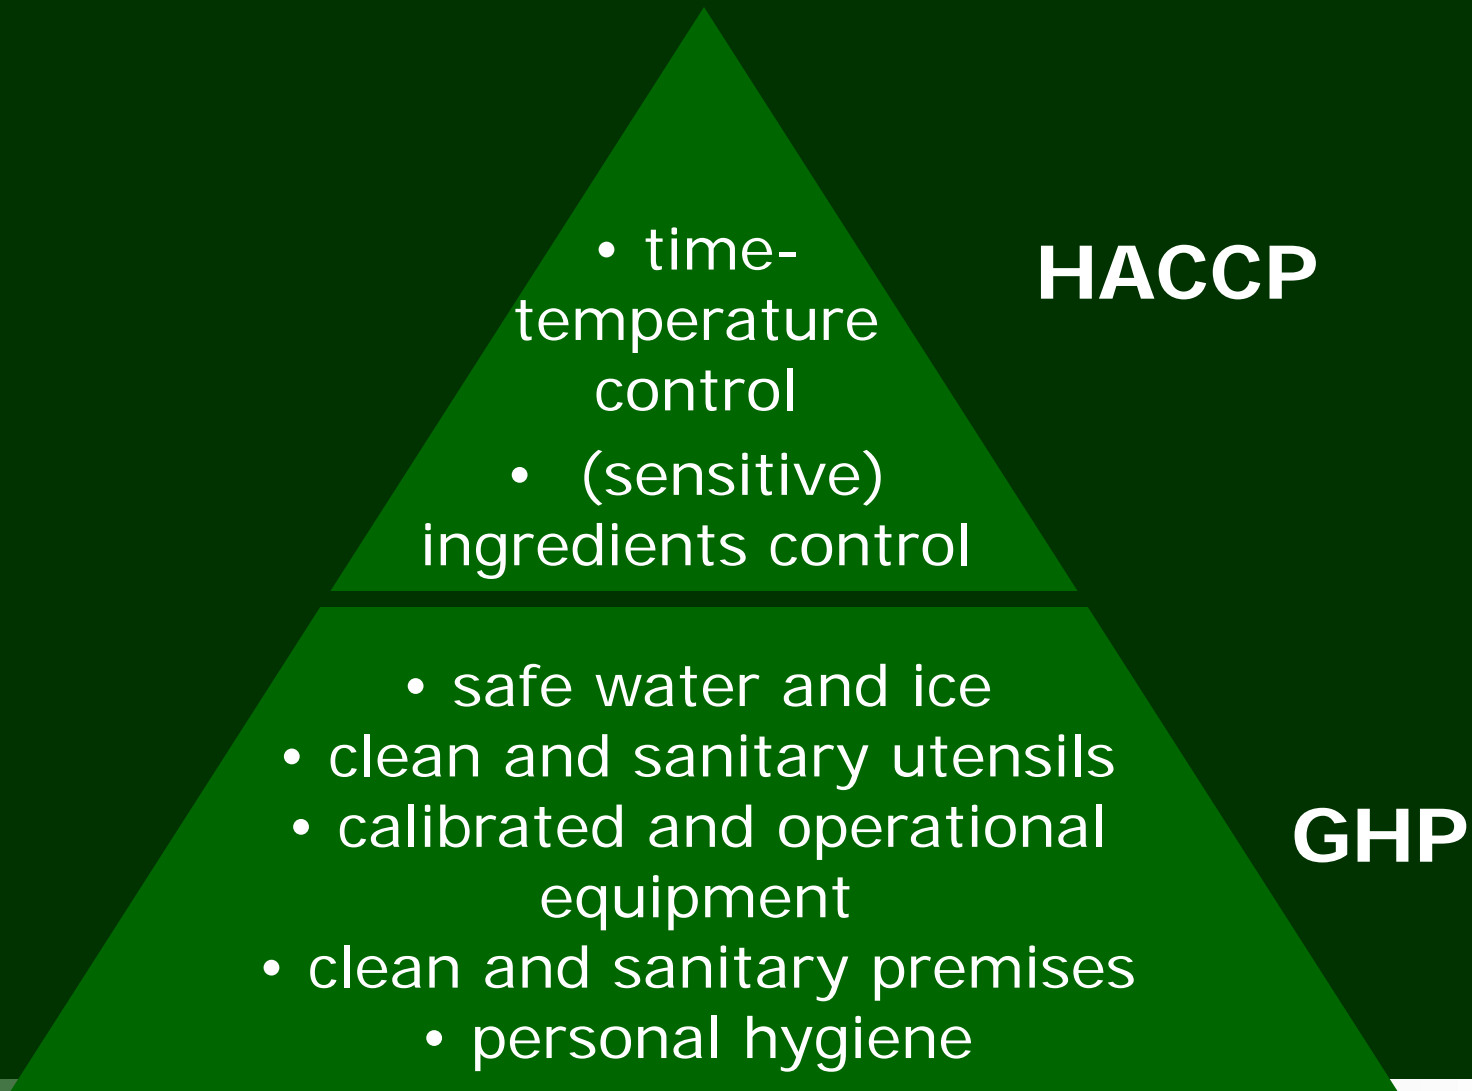 • time-
temperature
control
• (sensitive)
ingredients control
HACCP
• safe water and ice
• clean and sanitary utensils
• calibrated and operational
equipment
• clean and sanitary premises
• personal hygiene
GHP